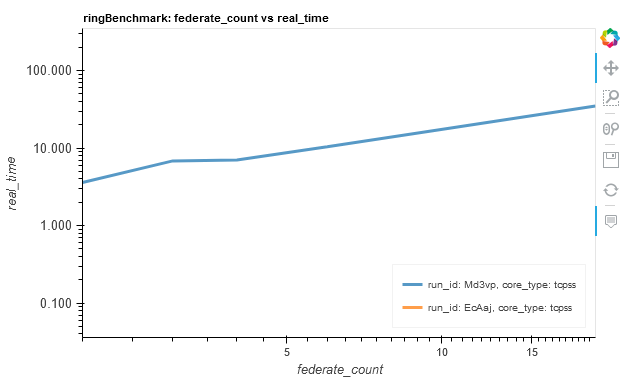 ringBenchmark: federate_count vs real_time
100.000
10.000
1.000
0.100
real_time
run_id: Md3vp, core_type: tcpss
run_id: EcAaj, core_type: tcpss
5
10
15
federate_count